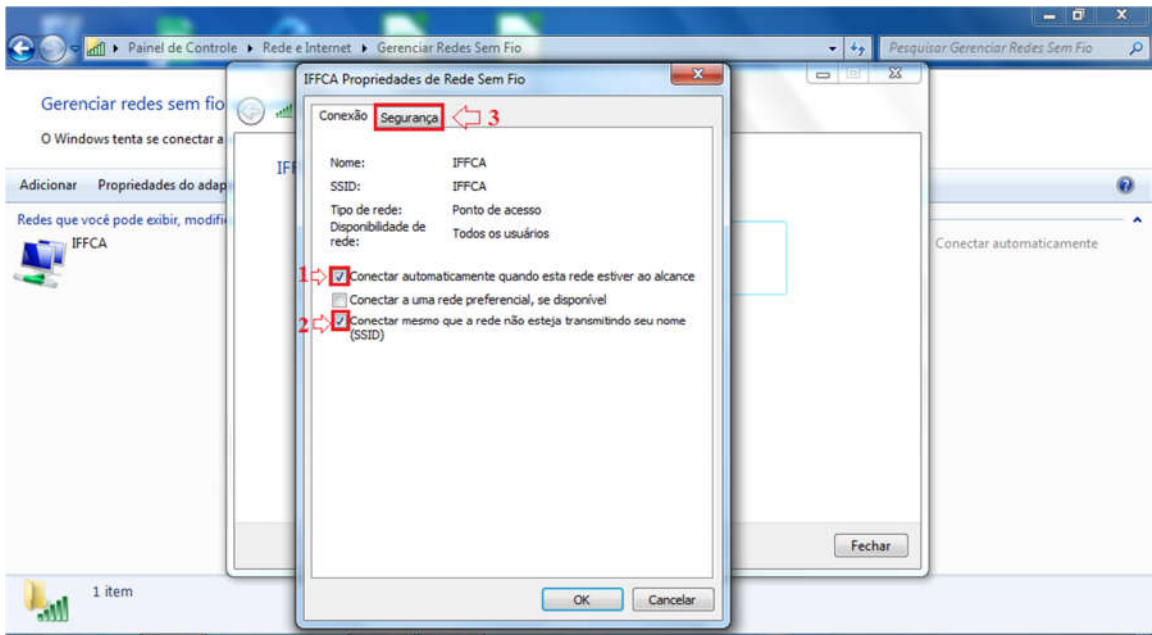 Painel de Controle ▸ Rede e Internet ▸ Gerenciar Redes Sem Fio
Pesquisar Gerenciar Redes Sem Fio
Gerenciar redes sem fio
O Windows tenta se conectar a
Adicionar Propriedades do adap
Redes que você pode exibir, modifi
IFFCA
Conectar automaticamente
IFF
IFFCA Propriedades de Rede Sem Fio
Conexão Segurança 3
Nome: IFFCA
SSID: IFFCA
Tipo de rede: Ponto de acesso
Disponibilidade de
rede: Todos os usuários
1 Conectar automaticamente quando esta rede estiver ao alcance
Conectar a uma rede preferencial, se disponível
2 Conectar mesmo que a rede não esteja transmitindo seu nome
(SSID)
OK Cancelar
Fechar
1 item